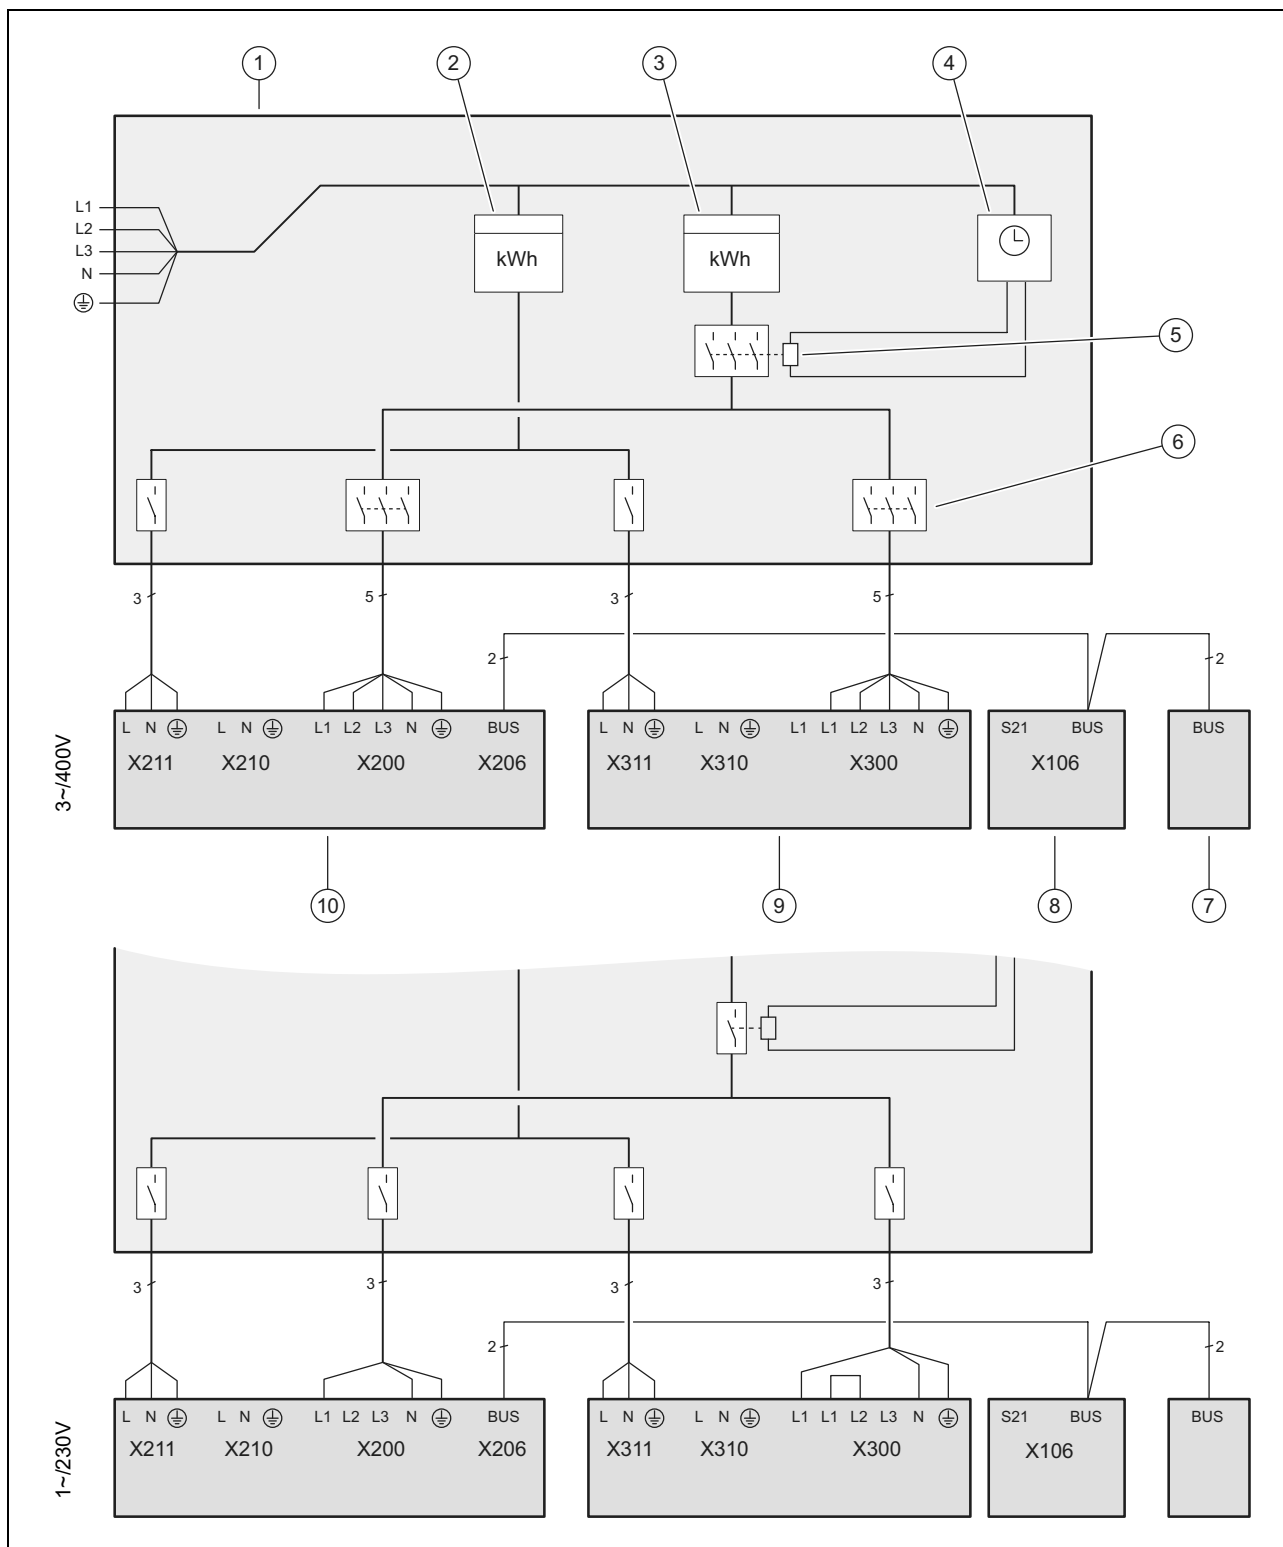 1 2 3 4
L1
L2
L3
N
kWh kWh
5
6
3 5 3 5
2 2
3~/400V
L N L N L1 L2 L3 N BUS L N L N L1 L1 L2 L3 N S21 BUS BUS
X211 X210 X200 X206 X311 X310 X300 X106
10 9 8 7
3 3 3 3
2 2
1~/230V
L N L N L1 L2 L3 N BUS L N L N L1 L1 L2 L3 N S21 BUS BUS
X211 X210 X200 X206 X311 X310 X300 X106